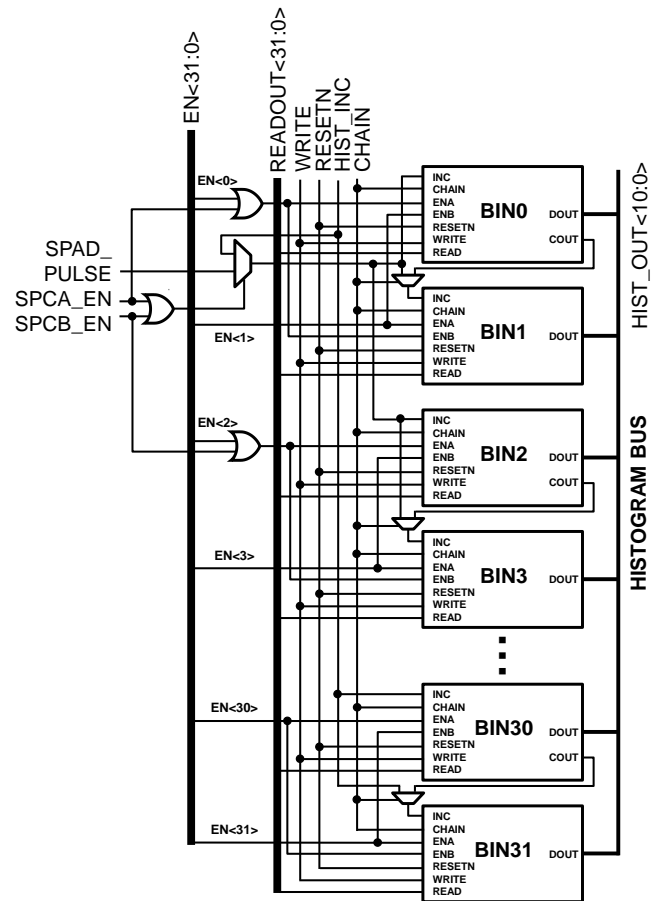 EN<31:0>
READOUT<31:0>
WRITE
RESETN
HIST_INC
CHAIN
EN<0>
SPAD_
PULSE
SPCA_EN
SPCB_EN
EN<1>
EN<2>
EN<3>
EN<30>
EN<31>
INC
CHAIN
ENA
ENB
RESETN
WRITE
READ
BIN0
DOUT
COUT
INC
CHAIN
ENA
ENB
RESETN
WRITE
READ
BIN1
DOUT
INC
CHAIN
ENA
ENB
RESETN
WRITE
READ
BIN2
DOUT
COUT
INC
CHAIN
ENA
ENB
RESETN
WRITE
READ
BIN3
DOUT
INC
CHAIN
ENA
ENB
RESETN
WRITE
READ
BIN30
DOUT
COUT
INC
CHAIN
ENA
ENB
RESETN
WRITE
READ
BIN31
DOUT
HIST_OUT<10:0>
HISTOGRAM BUS